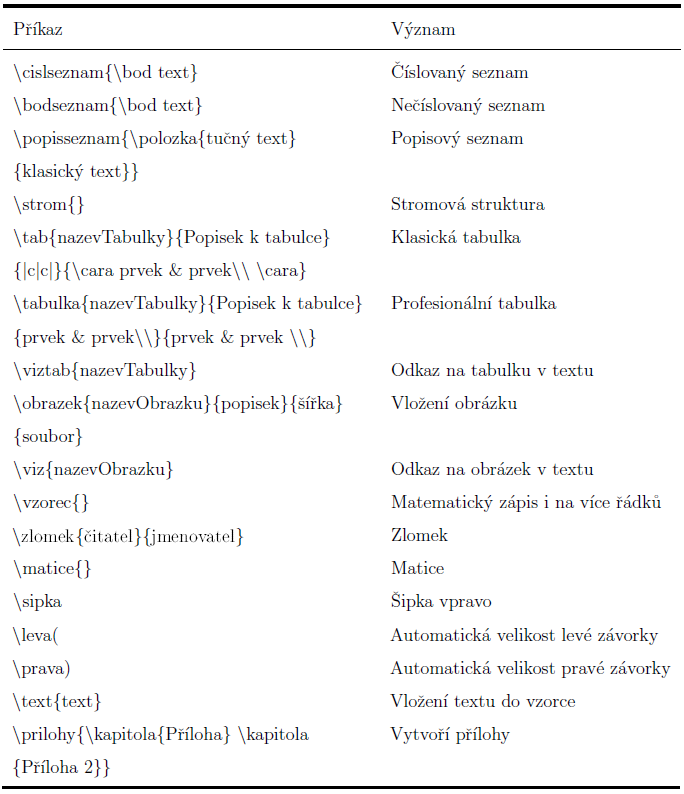 Příkaz Význam
\cislseznam{\bod text} Číslovaný seznam
\bodseznam{\bod text} Nečíslovaný seznam
\popisseznam{\polozka{tučný text} Popisový seznam
{klasický text}}
\strom{} Stromová struktura
\tab{nazevTabulky}{Popisek k tabulce} Klasická tabulka
{|c|c|}{\cara prvek & prvek\\ \cara}
\tabulka{nazevTabulky}{Popisek k tabulce} Profesionální tabulka
{prvek & prvek\\}{prvek & prvek \\}
\viztab{nazevTabulky} Odkaz na tabulku v textu
\obrazek{nazevObrazku}{popisek}{šířka} Vložení obrázku
{soubor}
\viz{nazevObrazku} Odkaz na obrázek v textu
\vzorec{} Matematický zápis i na více řádků
\zlomek{čitatel}{jmenovatel} Zlomek
\matice{} Matice
\sipka Šipka vpravo
\leva( Automatická velikost levé závorky
\prava) Automatická velikost pravé závorky
\text{text} Vložení textu do vzorce
\prilohy{\kapitola{Příloha} \kapitola Vytvoří přílohy
{Příloha 2}}